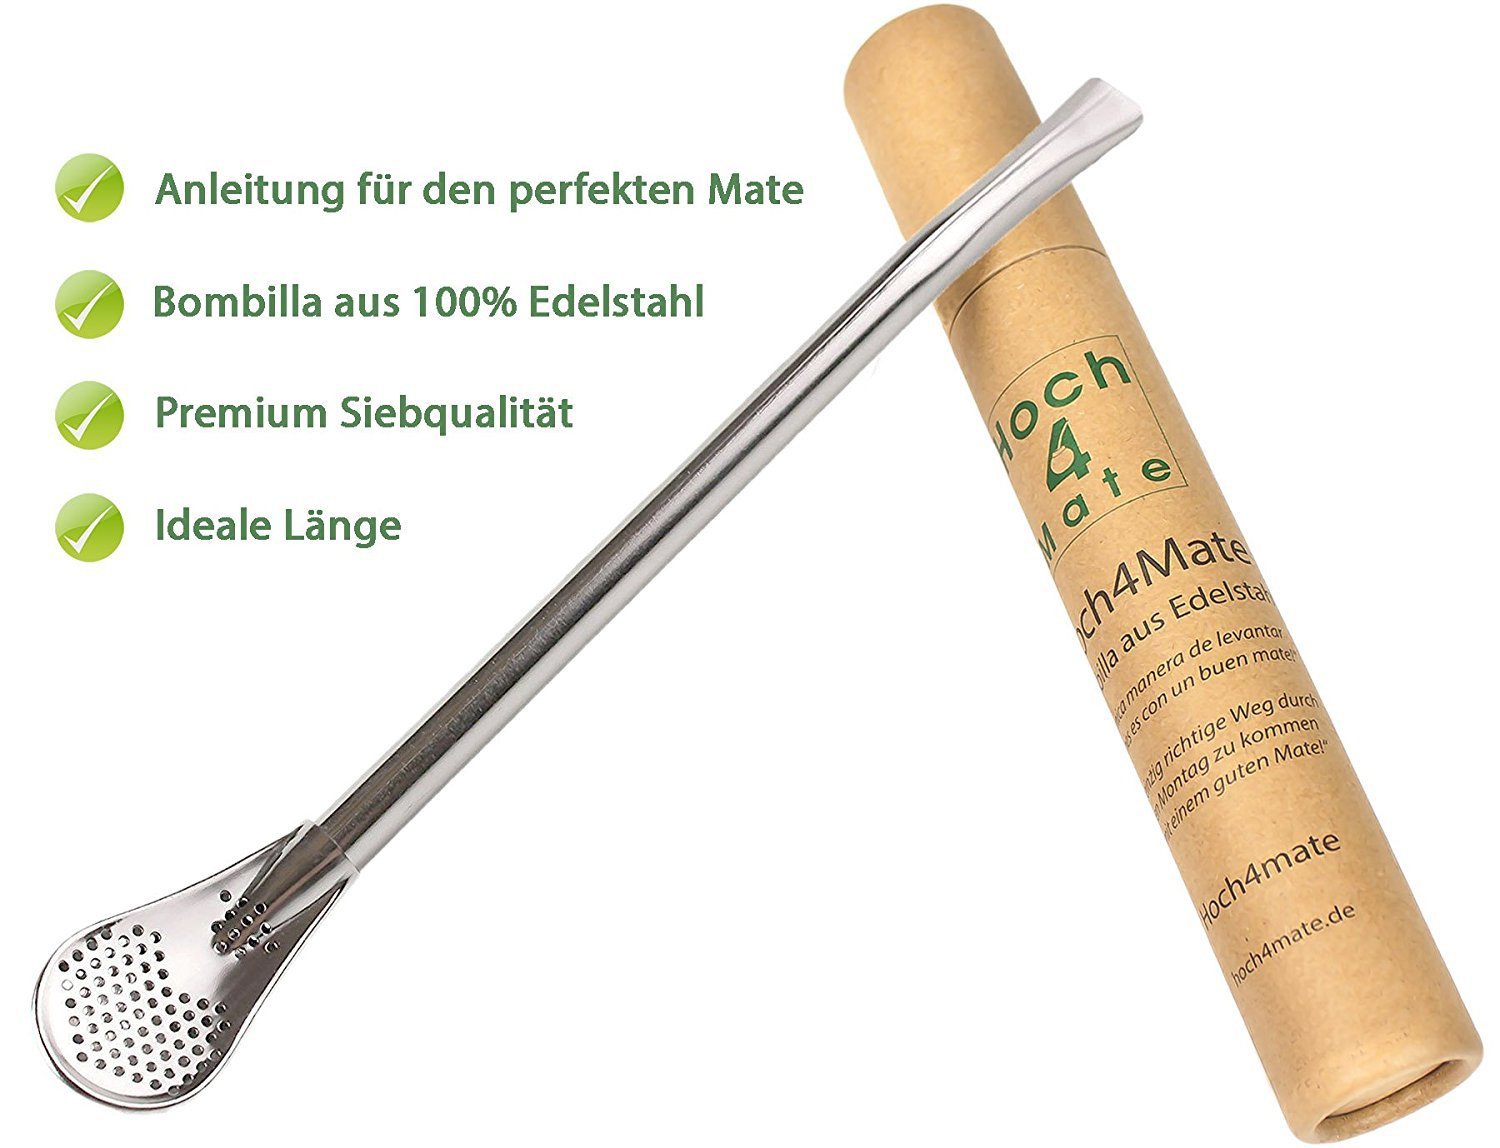 Anleitung für den perfekten Mate
Bombilla aus 100% Edelstahl
Premium Siebqualität
Ideale Länge
Hoch
4
Mate
och4Mate
illa aus Edelstah
manera de levantar
es con un buen mate!"
richtige Weg durch
Montag zu kommen
einem guten Mate!"
Hoch4mate
hoch4mate.de